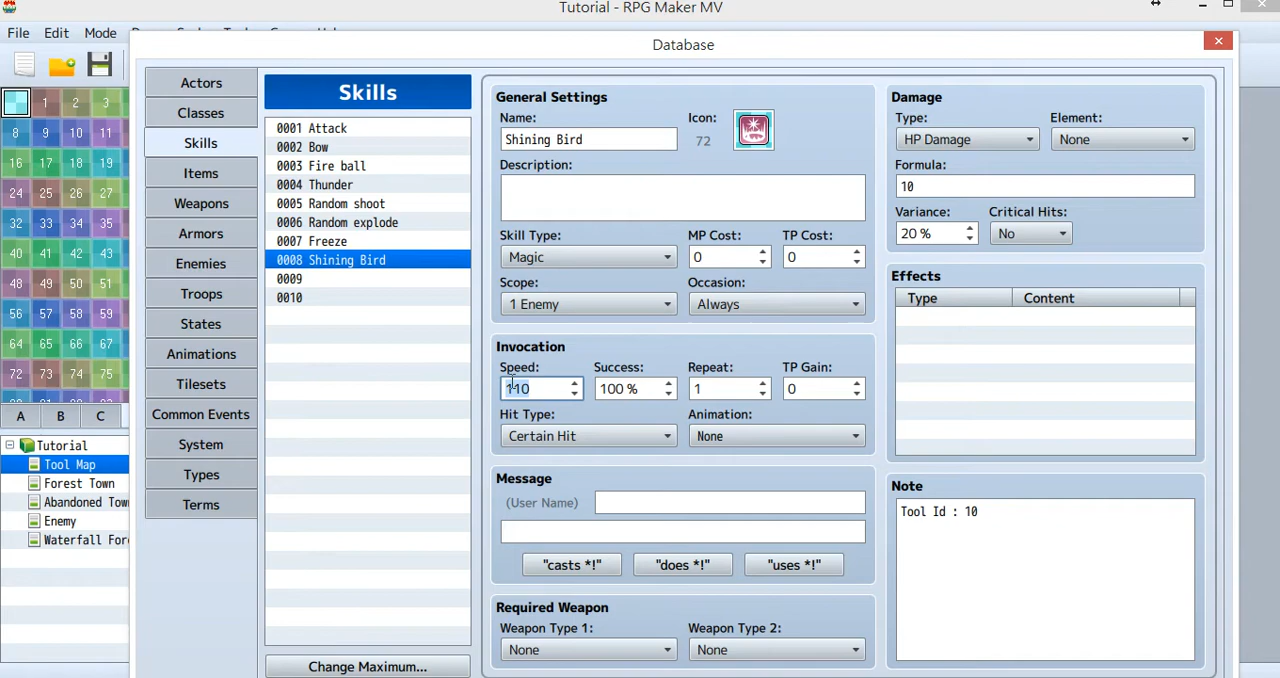 Tutorial - RPG Maker MV
File Edit Mode
Database
1 2 3
8 9 10 11
16 17 18 19
24 25 26 27
32 33 34 35
40 41 42 43
48 49 50 51
56 57 58 59
64 65 66 67
72 73 74 75
A B C
Tutorial
Tool Map
Forest Town
Abandoned Tow
Enemy
Waterfall For
Actors
Classes
Skills
Items
Weapons
Armors
Enemies
Troops
States
Animations
Tilesets
Common Events
System
Types
Terms
Skills
0001 Attack
0002 Bow
0003 Fire ball
0004 Thunder
0005 Random shoot
0006 Random explode
0007 Freeze
0008 Shining Bird
0009
0010
Change Maximum...
General Settings
Name: Icon:
Shining Bird 72
Description:
Skill Type: MP Cost: TP Cost:
Magic 0 0
Scope: Occasion:
1 Enemy Always
Invocation
Speed: Success: Repeat: TP Gain:
110 100 % 1 0
Hit Type: Animation:
Certain Hit None
Message
(User Name)
"casts *!" "does *!" "uses *!"
Required Weapon
Weapon Type 1: Weapon Type 2:
None None
Damage
Type: Element:
HP Damage None
Formula:
10
Variance: Critical Hits:
20 % No
Effects
Type Content
Note
Tool Id : 10